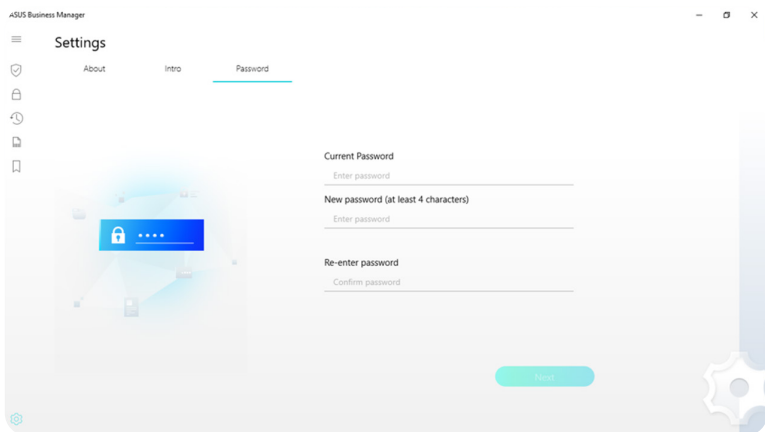 ASUS Business Manager
Settings
About Intro Password
Current Password
Enter password
New password (at least 4 characters)
Enter password
Re-enter password
Confirm password
Next